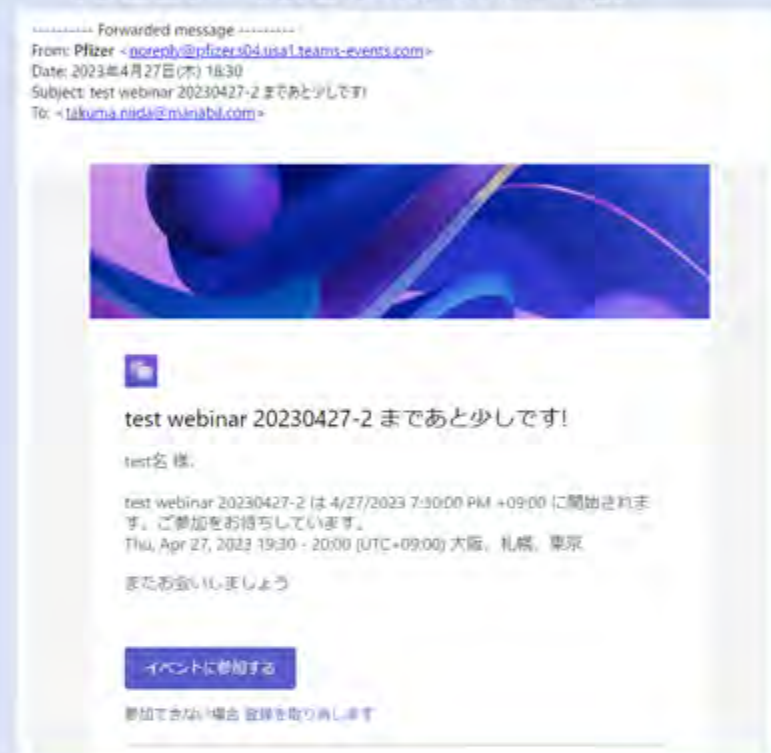 ---------- Forwarded message ---------
From: Pfizer <noreply@pfizer.s04.usa1.teams-events.com>
Date: 2023年4月27日(木) 18:30
Subject: test webinar 20230427-2 まであと少しです!
To: <takuma.niida@manabil.com>
test webinar 20230427-2 まであと少しです!
test名 様、
test webinar 20230427-2 は 4/27/2023 7:30:00 PM +09:00 に開始されま
す。ご参加をお待ちしています。
Thu, Apr 27, 2023 19:30 - 20:00 (UTC+09:00) 大阪、札幌、東京
またお会いしましょう
イベントに参加する
参加できない場合 登録を取り消します